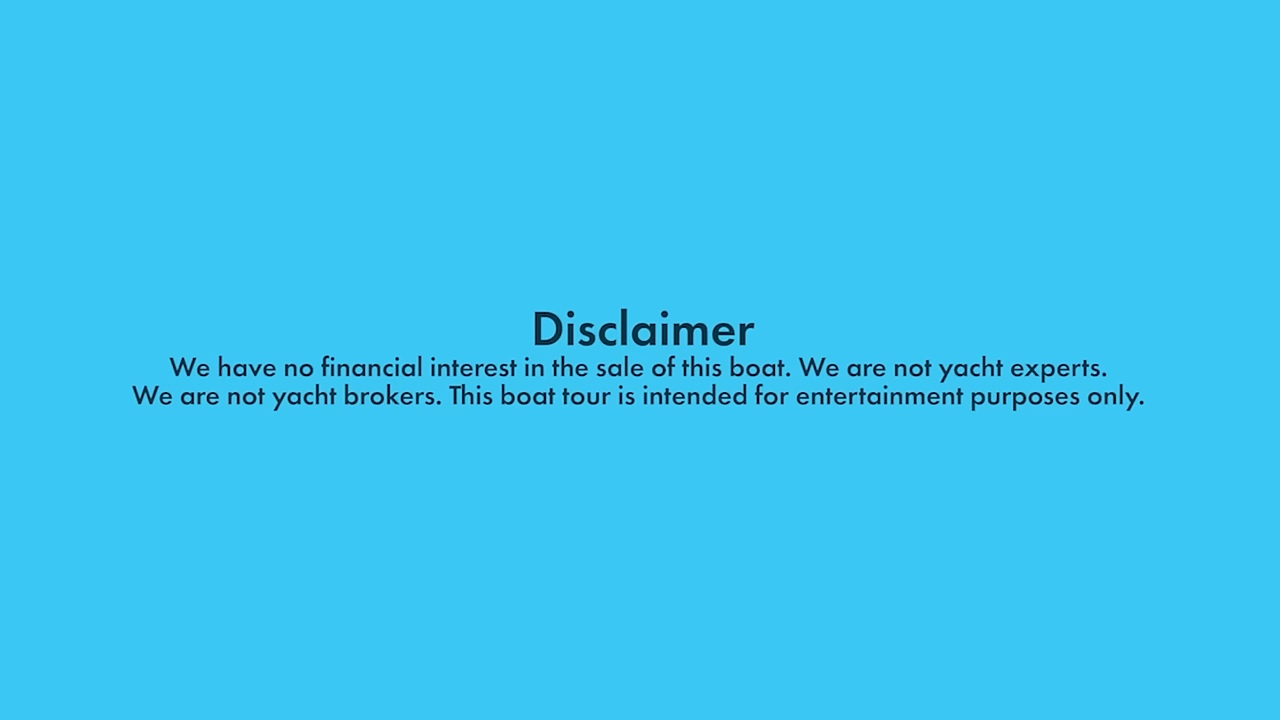 Disclaimer
We have no financial interest in the sale of this boat. We are not yacht experts.
We are not yacht brokers. This boat tour is intended for entertainment purposes only.